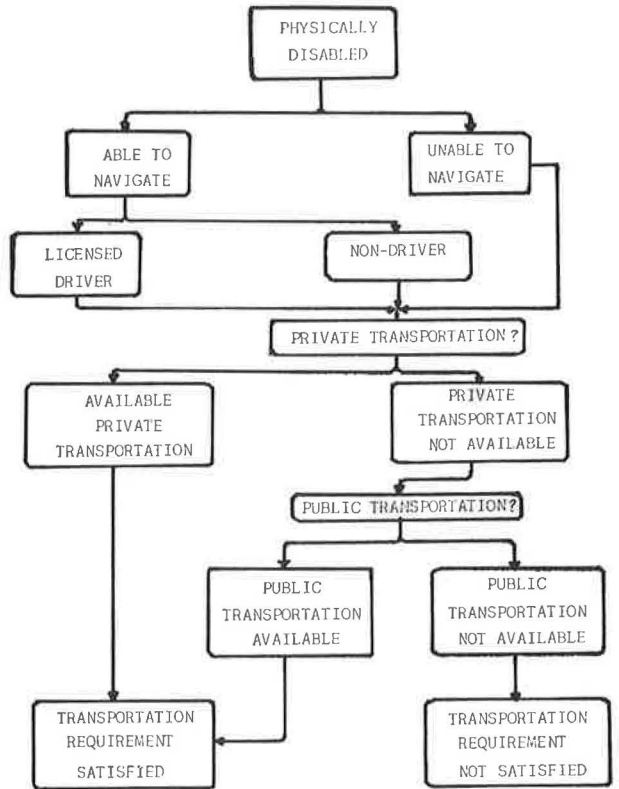 PHYSICALLY
DISABLED
ABLE TO
NAVIGATE
UNABLE TO
NAVIGATE
LICENSED
DRIVER
NON-DRIVER
PRIVATE TRANSPORTATION?
AVAILABLE
PRIVATE
TRANSPORTATION
PRIVATE
TRANSPORTATION
NOT AVAILABLE
PUBLIC TRANSPORTATION?
PUBLIC
TRANSPORTATION
AVAILABLE
PUBLIC
TRANSPORTATION
NOT AVAILABLE
TRANSPORTATION
REQUIREMENT
SATISFIED
TRANSPORTATION
REQUIREMENT
NOT SATISFIED